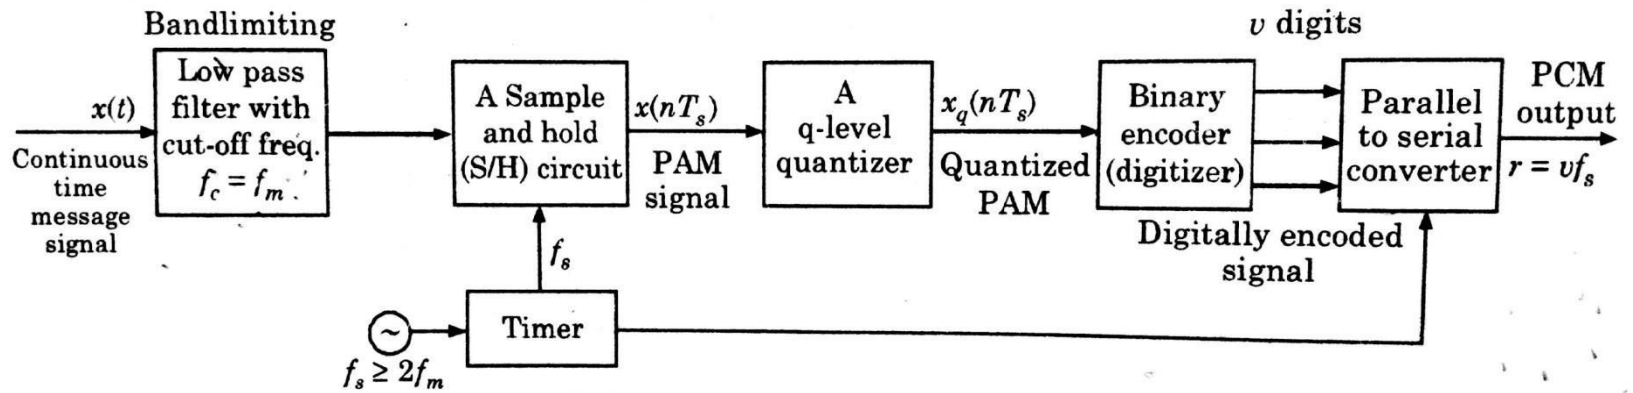 Bandlimiting
x(t)
Continuous
time
message
signal
Low pass
filter with
cut-off freq.
f_c = f_m
A Sample
and hold
(S/H) circuit
x(nT_s)
PAM
signal
A
q-level
quantizer
x_q(nT_s)
Quantized
PAM
Binary
encoder
(digitizer)
v digits
Digitally encoded
signal
Parallel
to serial
converter
PCM
output
r = vf_s
f_s
Timer
~
f_s ≥ 2f_m